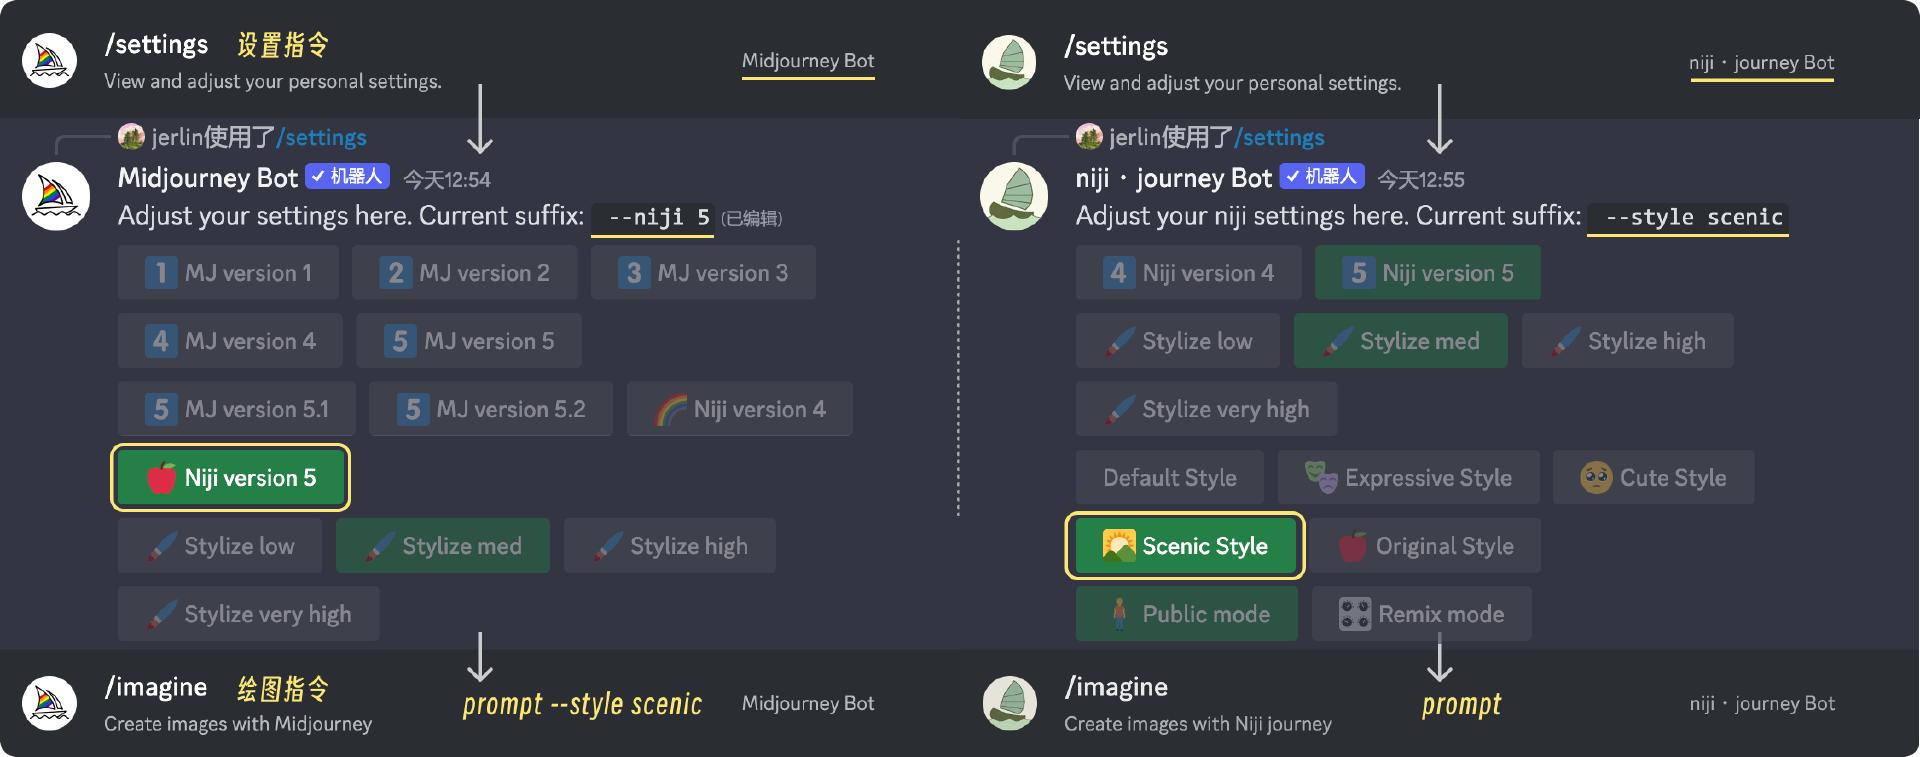 /settings 设置指令
View and adjust your personal settings.
Midjourney Bot
jerlin使用了/settings
Midjourney Bot ✓ 机器人 今天12:54
Adjust your settings here. Current suffix: --niji 5 (已编辑)
1 MJ version 1 2 MJ version 2 3 MJ version 3
4 MJ version 4 5 MJ version 5
5 MJ version 5.1 5 MJ version 5.2 Niji version 4
Niji version 5
Stylize low Stylize med Stylize high
Stylize very high
/imagine 绘图指令
Create images with Midjourney
prompt --style scenic
Midjourney Bot
/settings
View and adjust your personal settings.
niji · journey Bot
jerlin使用了/settings
niji · journey Bot ✓ 机器人 今天12:55
Adjust your niji settings here. Current suffix: --style scenic
4 Niji version 4 5 Niji version 5
Stylize low Stylize med Stylize high
Stylize very high
Default Style Expressive Style Cute Style
Scenic Style Original Style
Public mode Remix mode
/imagine
Create images with Niji journey
prompt
niji · journey Bot